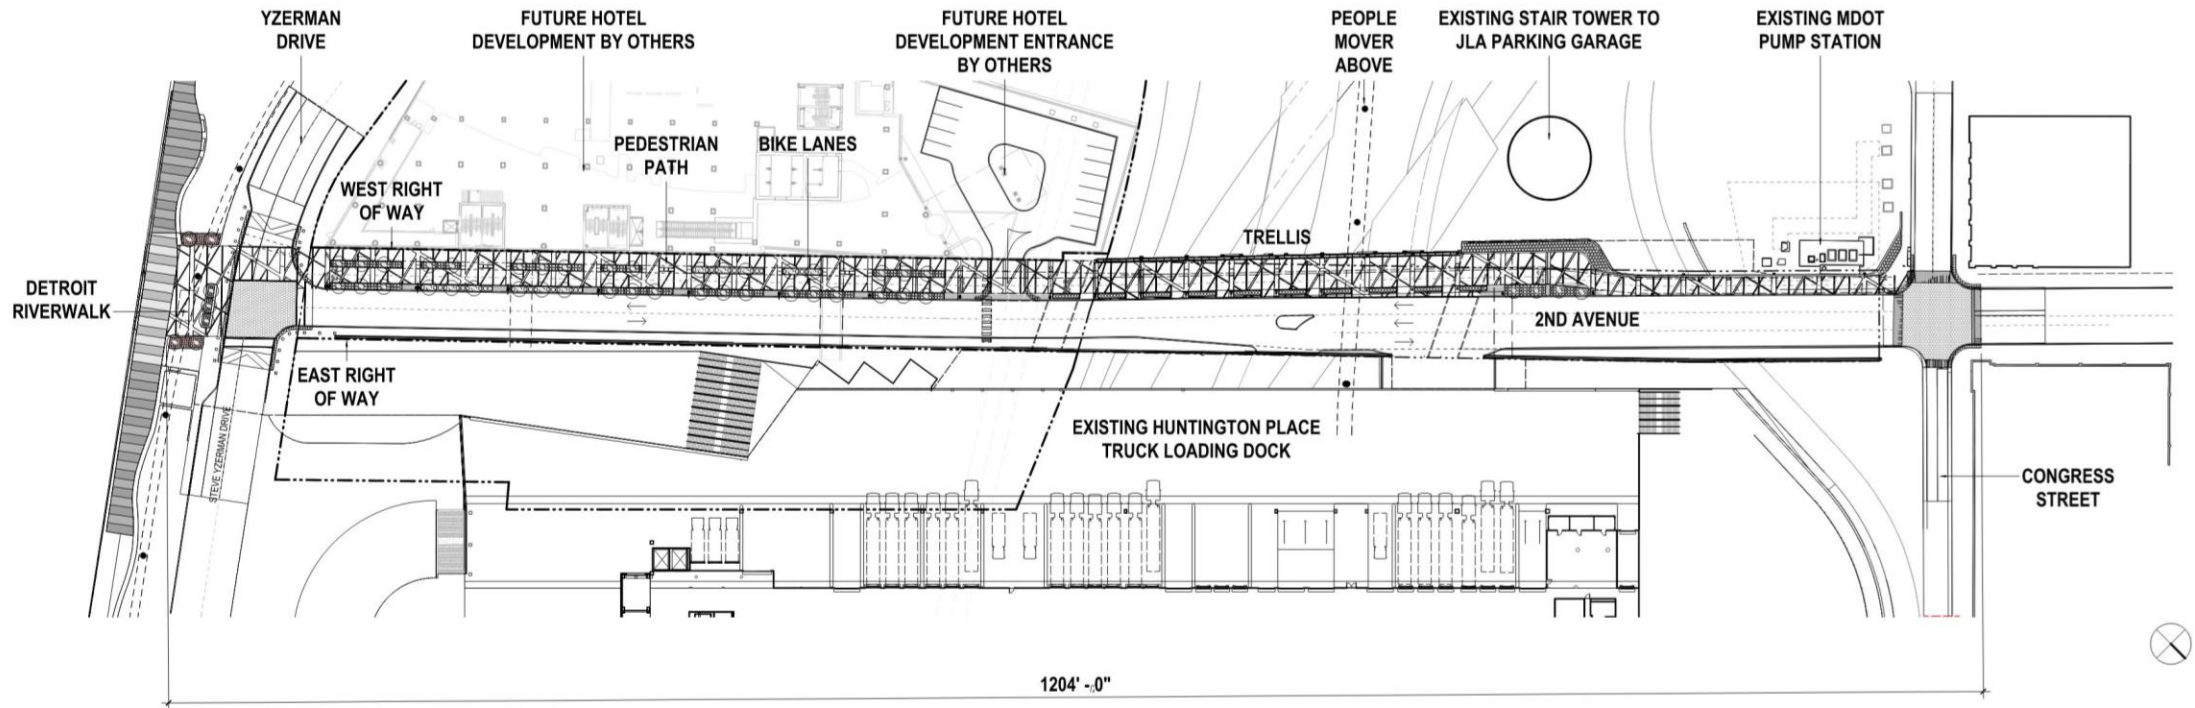 YZERMAN
DRIVE
FUTURE HOTEL
DEVELOPMENT BY OTHERS
FUTURE HOTEL
DEVELOPMENT ENTRANCE
BY OTHERS
PEOPLE
MOVER
ABOVE
EXISTING STAIR TOWER TO
JLA PARKING GARAGE
EXISTING MDOT
PUMP STATION
PEDESTRIAN
PATH
BIKE LANES
WEST RIGHT
OF WAY
TRELLIS
DETROIT
RIVERWALK
2ND AVENUE
EAST RIGHT
OF WAY
STEVE YZERMAN DRIVE
EXISTING HUNTINGTON PLACE
TRUCK LOADING DOCK
CONGRESS
STREET
1204' - 0"